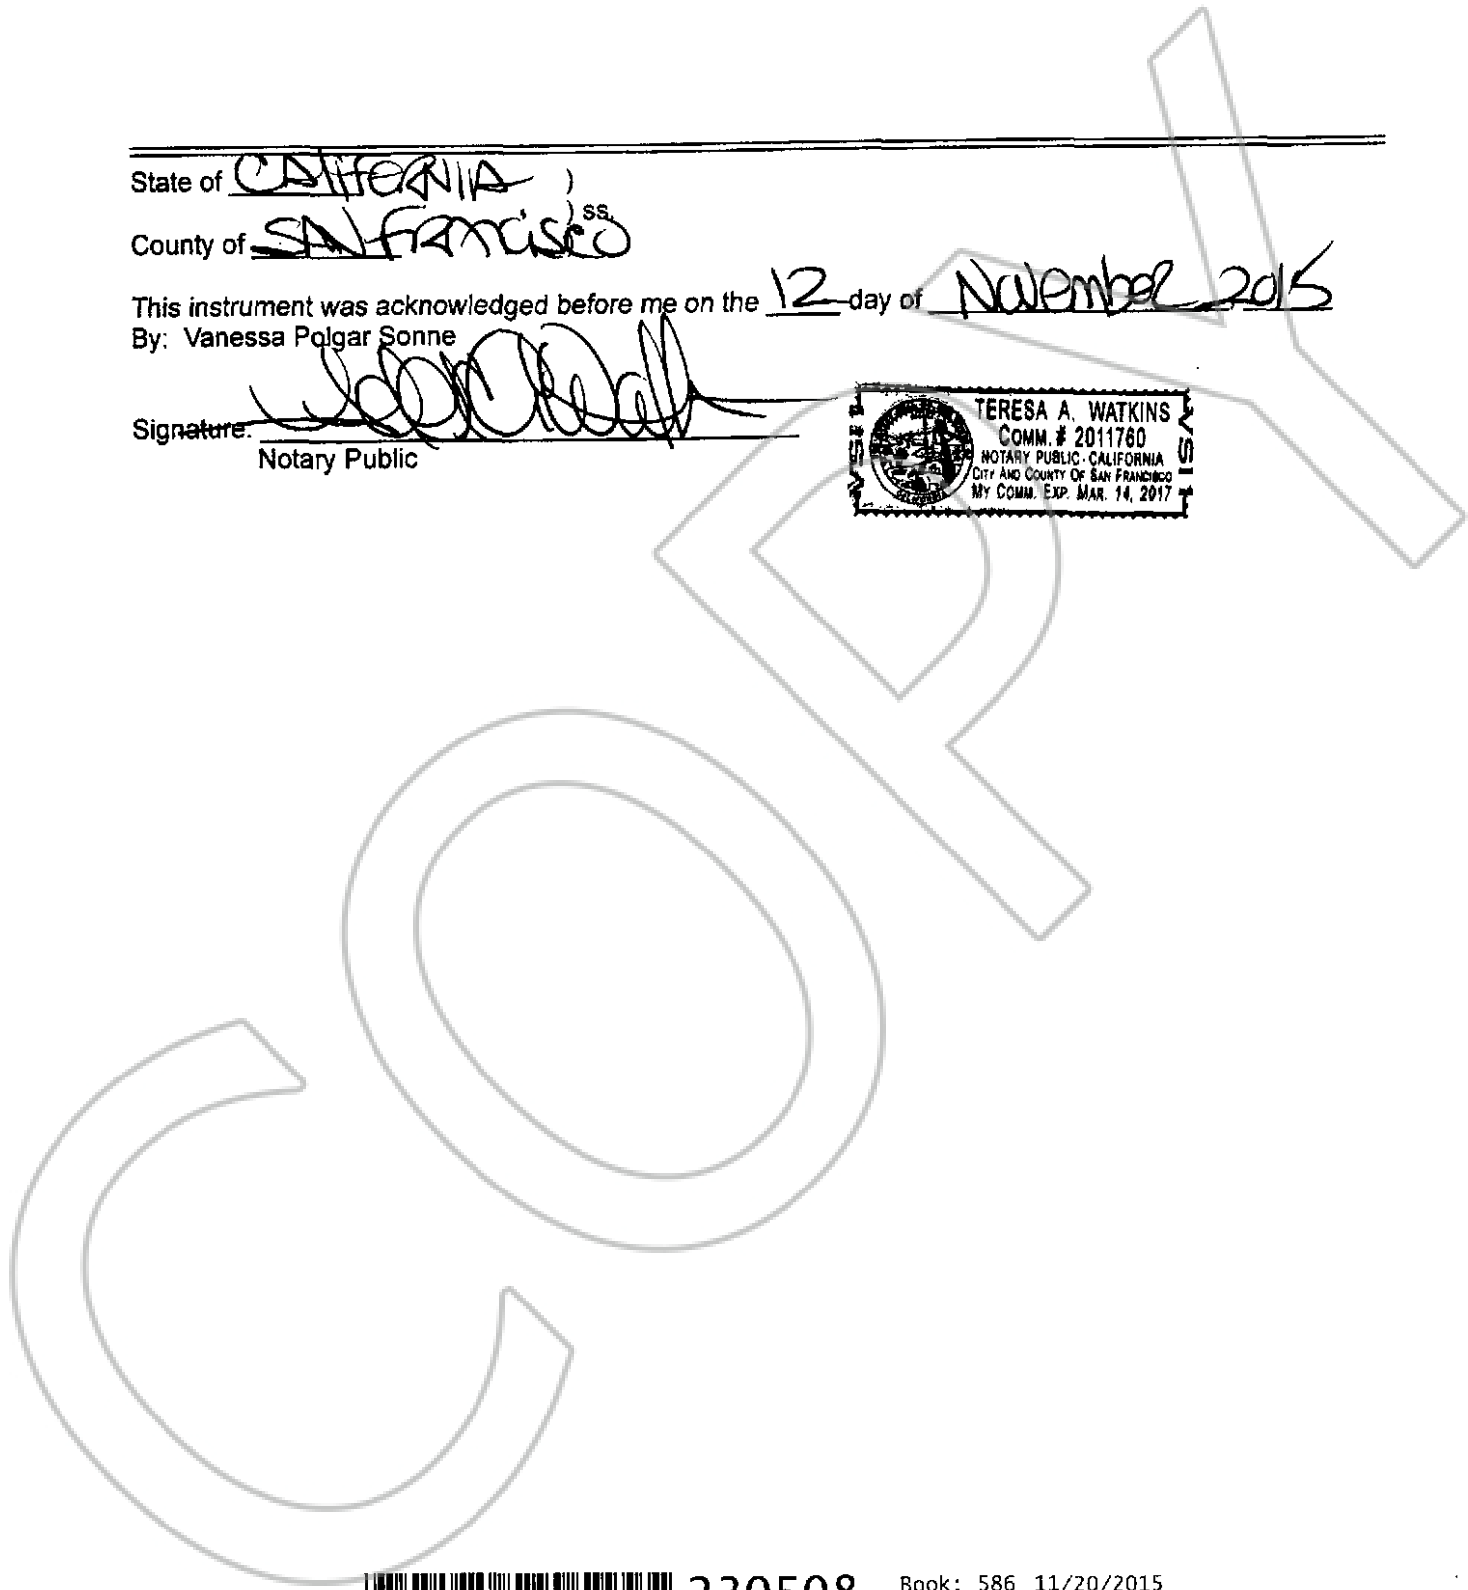 State of CALIFORNIA )
) ss.
County of SAN Francisco
This instrument was acknowledged before me on the 12 day of November 2015
By: Vanessa Polgar Sonne
Signature:
Notary Public
TERESA A. WATKINS
COMM. # 2011760
NOTARY PUBLIC - CALIFORNIA
CITY AND COUNTY OF SAN FRANCISCO
MY COMM. EXP. MAR. 14, 2017
COPY
Book: 586 11/20/2015